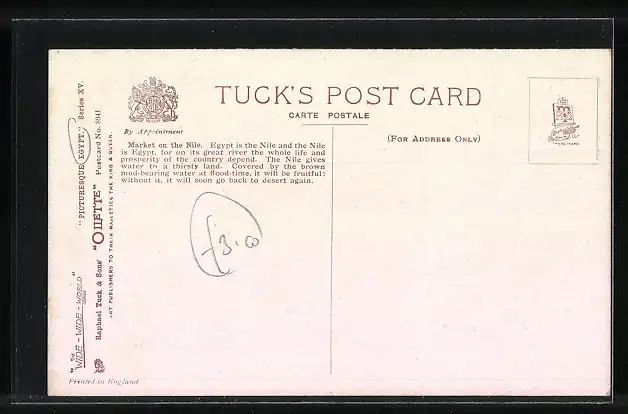 TUCK'S POST CARD
CARTE POSTALE
(FOR ADDRESS ONLY)
By Appointment
Market on the Nile. Egypt is the Nile and the Nile
is Egypt, for on its great river the whole life and
prosperity of the country depend. The Nile gives
water to a thirsty land. Covered by the brown
mud-bearing water at flood-time, it will be fruitful:
without it, it will soon go back to desert again.
£3.00
"THE WIDE-WIDE-WORLD SERIES" "PICTURESQUE EGYPT." Series XV.
Raphael Tuck & Sons' "OILETTE" Postcard No. 8941
ART PUBLISHERS TO THEIR MAJESTIES THE KING & QUEEN.
Printed in England
TRADE MARK